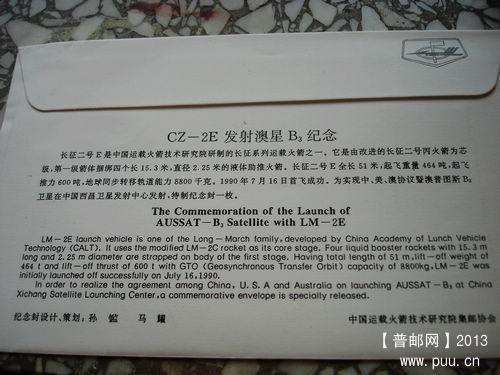 CZ-2E 发射澳星 B₃ 纪念
长征二号 E 是中国运载火箭技术研究院研制的长征系列运载火箭之一。它是由改进的长征二号丙火箭为芯
级,第一级箭体捆绑四个长 15.3 米,直径 2.25 米的液体助推火箭。长征二号 E 全长 51 米,起飞重量 464 吨,起飞
推力 600 吨,地球同步转移轨道能力 8800 千克。1990 年 7 月 16 日首飞成功。为实现中、美、澳协议暨澳普图斯 B₃
卫星在中国西昌卫星发射中心发射,特制纪念封一枚。
The Commemoration of the Launch of
AUSSAT-B₃ Satellite with LM-2E
LM-2E launch vehicle is one of the Long-March family, developed by China Academy of Lunch Vehicle
Technology (CALT). It uses the modified LM-2C rocket as its core stage. Four liquid booster rockets with 15.3 m
long and 2.25 m diameter are strapped on body of the first stage. Having total length of 51 m, lift-off weight of
464 t and lift-off thrust of 600 t with GTO (Geosynchronous Transfer Orbit) capacity of 8800kg, LM-2E was
initially launched off successfully on July 16, 1990.
In order to realize the agreement among China, U. S. A and Australia on launching AUSSAT-B₃ at China
Xichang Satellite Launching Center, a commemorative envelope is specially released.
纪念封设计、策划: 孙 马 耀
中国运载火箭技术研究院集邮协会
【普邮网】2013
www.puu.cn